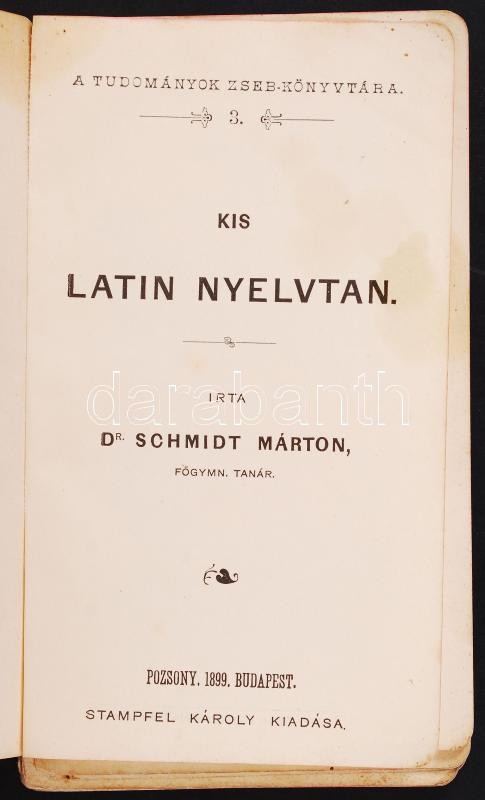 A TUDOMÁNYOK ZSEB-KÖNYVTÁRA.
3.
KIS
LATIN NYELVTAN.
darabanth
IRTA
DR. SCHMIDT MÁRTON,
FŐGYMN. TANÁR.
POZSONY. 1899. BUDAPEST.
STAMPFEL KÁROLY KIADÁSA.